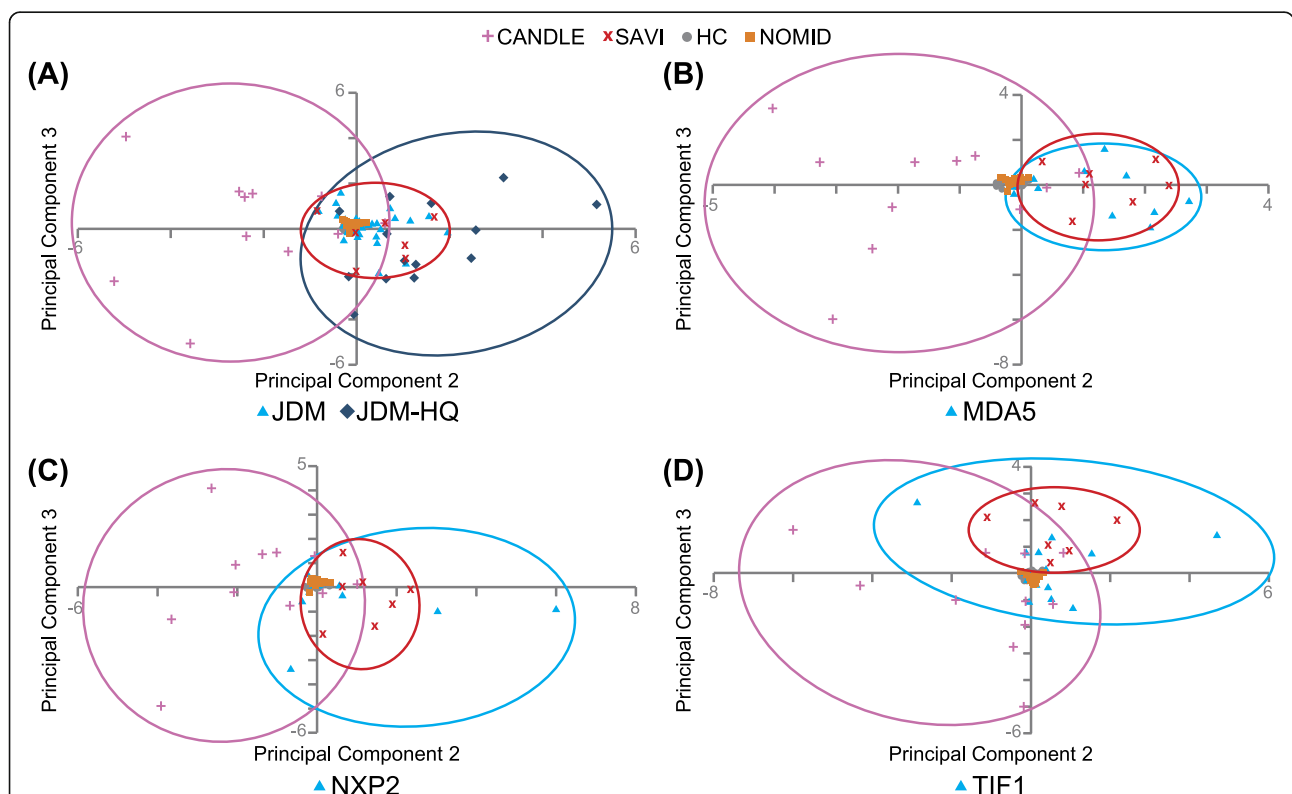 CANDLE SAVI HC NOMID
(A)
6
-6
6
-6
Principal Component 3
Principal Component 2
JDM JDM-HQ
(B)
4
-5
4
-8
Principal Component 3
Principal Component 2
MDA5
(C)
5
-6
8
-6
Principal Component 3
Principal Component 2
NXP2
(D)
4
-8
6
-6
Principal Component 3
Principal Component 2
TIF1